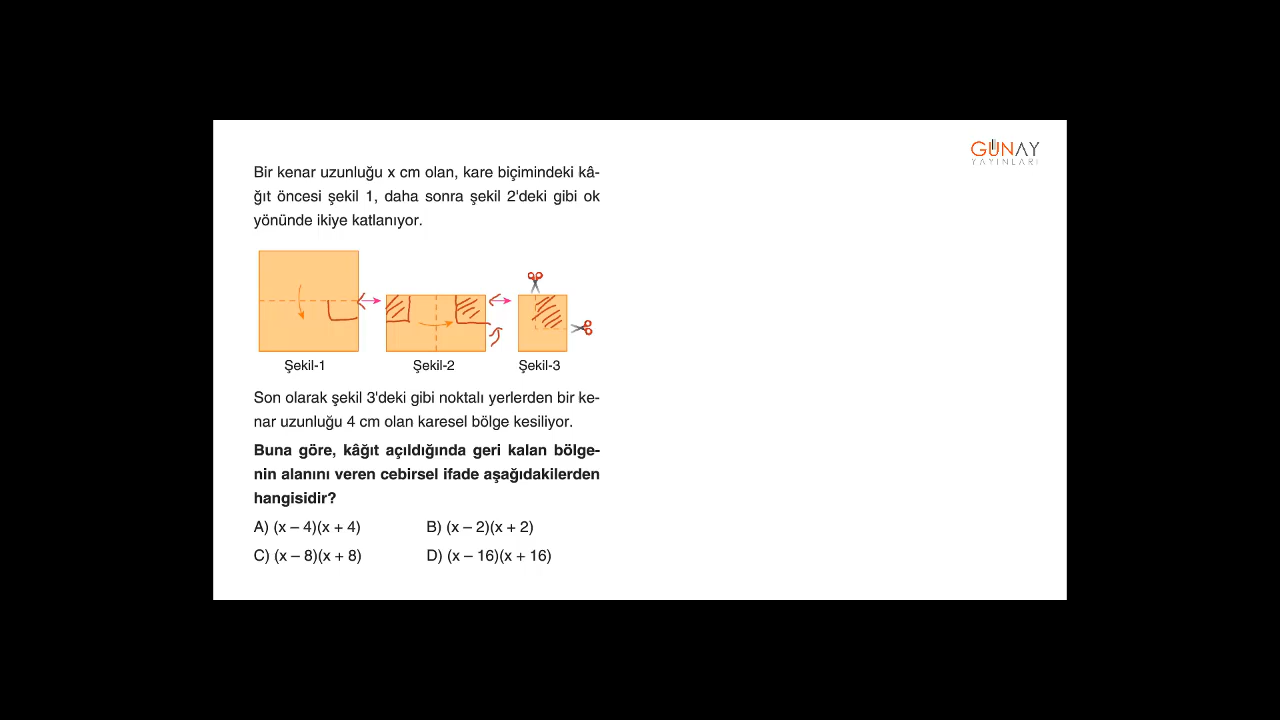 GÜNAY
YAYINLARI
Bir kenar uzunluğu x cm olan, kare biçimindeki kâ-
ğıt öncesi şekil 1, daha sonra şekil 2'deki gibi ok
yönünde ikiye katlanıyor.
Şekil-1 Şekil-2 Şekil-3
Son olarak şekil 3'deki gibi noktalı yerlerden bir ke-
nar uzunluğu 4 cm olan karesel bölge kesiliyor.
Buna göre, kâğıt açıldığında geri kalan bölge-
nin alanını veren cebirsel ifade aşağıdakilerden
hangisidir?
A) (x – 4)(x + 4) B) (x – 2)(x + 2)
C) (x – 8)(x + 8) D) (x – 16)(x + 16)